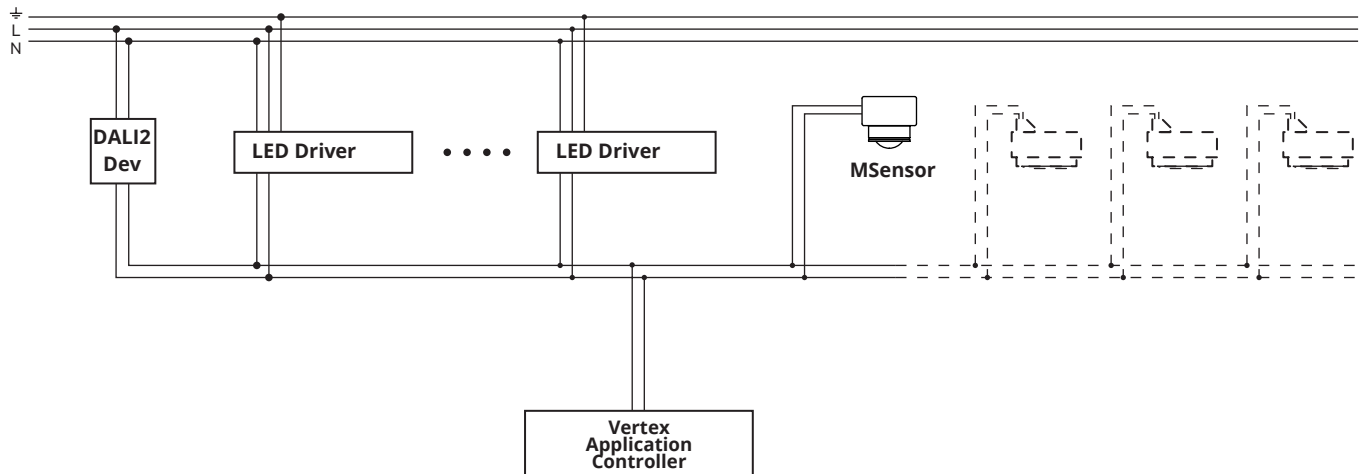 L
N
DALI2
Dev
LED Driver
LED Driver
MSensor
Vertex
Application
Controller